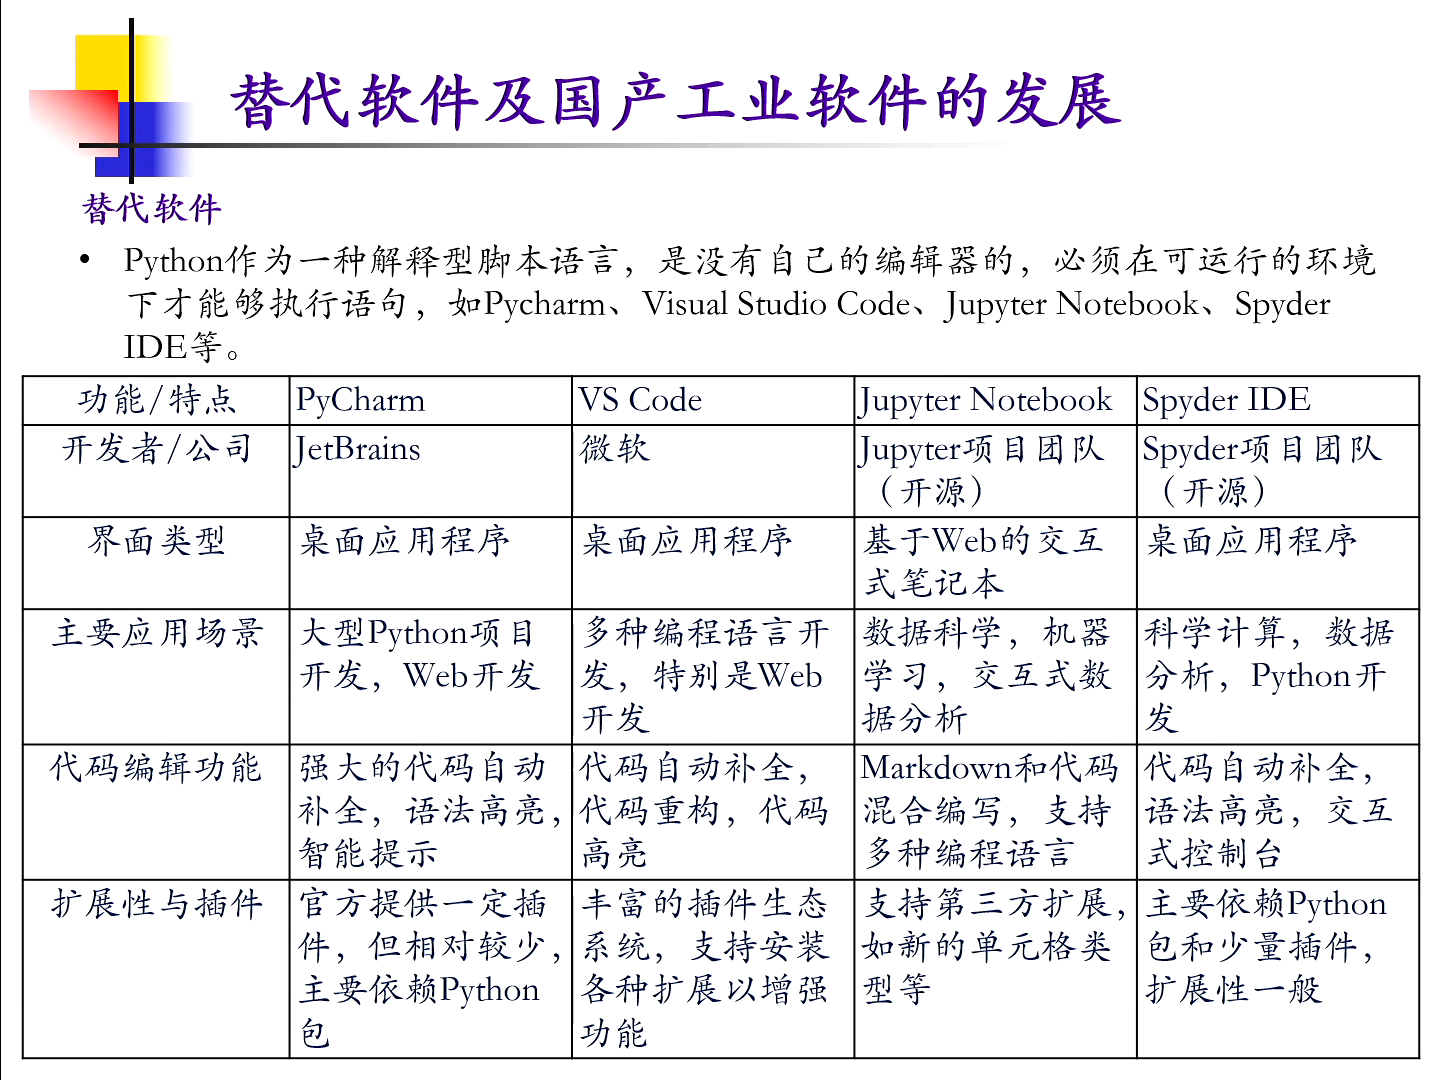 替代软件及国产工业软件的发展
替代软件
• Python作为一种解释型脚本语言，是没有自己的编辑器的，必须在可运行的环境
下才能够执行语句，如Pycharm、Visual Studio Code、Jupyter Notebook、Spyder
IDE等。
功能/特点 PyCharm VS Code Jupyter Notebook Spyder IDE
开发者/公司 JetBrains 微软 Jupyter项目团队 Spyder项目团队
（开源） （开源）
界面类型 桌面应用程序 桌面应用程序 基于Web的交互 桌面应用程序
式笔记本
主要应用场景 大型Python项目 多种编程语言开 数据科学，机器 科学计算，数据
开发，Web开发 发，特别是Web 学习，交互式数 分析，Python开
开发 据分析 发
代码编辑功能 强大的代码自动 代码自动补全， Markdown和代码 代码自动补全，
补全，语法高亮， 代码重构，代码 混合编写，支持 语法高亮，交互
智能提示 高亮 多种编程语言 式控制台
扩展性与插件 官方提供一定插 丰富的插件生态 支持第三方扩展， 主要依赖Python
件，但相对较少， 系统，支持安装 如新的单元格类 包和少量插件，
主要依赖Python 各种扩展以增强 型等 扩展性一般
包 功能